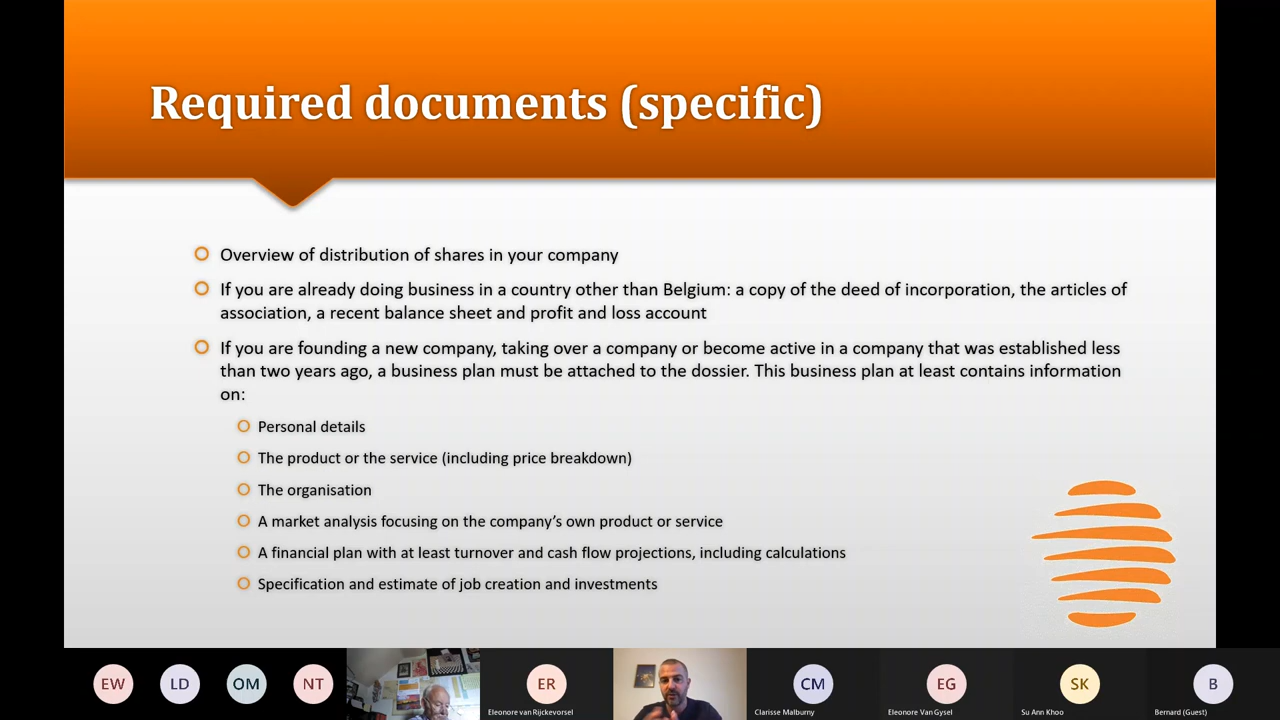 Required documents (specific)
Overview of distribution of shares in your company
If you are already doing business in a country other than Belgium: a copy of the deed of incorporation, the articles of
association, a recent balance sheet and profit and loss account
If you are founding a new company, taking over a company or become active in a company that was established less
than two years ago, a business plan must be attached to the dossier. This business plan at least contains information
on:
Personal details
The product or the service (including price breakdown)
The organisation
A market analysis focusing on the company's own product or service
A financial plan with at least turnover and cash flow projections, including calculations
Specification and estimate of job creation and investments
EW LD OM NT ER CM EG SK B
Eleonore van Rijckevorsel Clarisse Malburny Eleonore Van Gysel Su Ann Khoo Bernard (Guest)